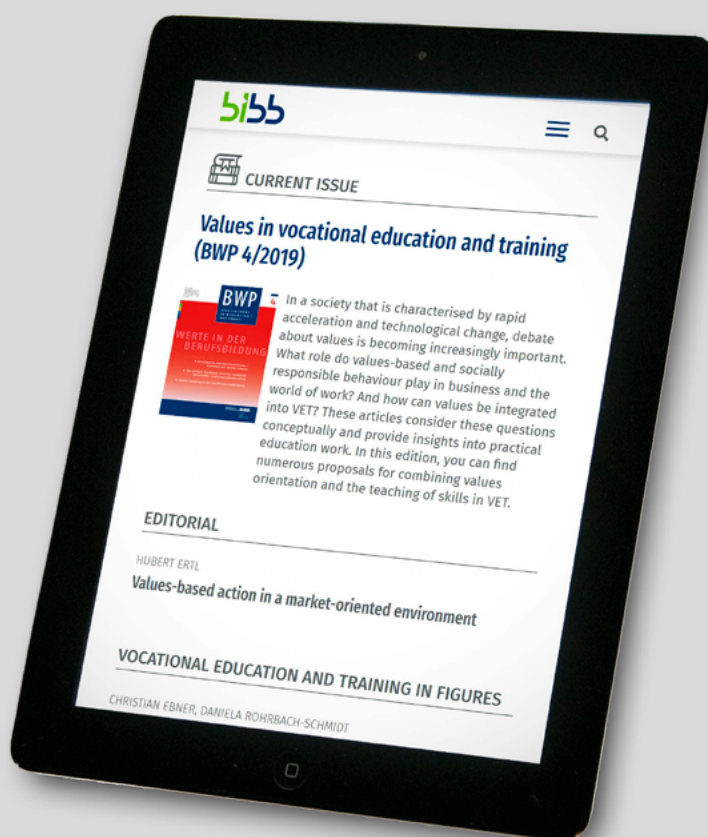 bibb
CURRENT ISSUE
Values in vocational education and training
(BWP 4/2019)
BWP
4
WERTE IN DER
BERUFSBILDUNG
In a society that is characterised by rapid
acceleration and technological change, debate
about values is becoming increasingly important.
What role do values-based and socially
responsible behaviour play in business and the
world of work? And how can values be integrated
into VET? These articles consider these questions
conceptually and provide insights into practical
education work. In this edition, you can find
numerous proposals for combining values
orientation and the teaching of skills in VET.
EDITORIAL
HUBERT ERTL
Values-based action in a market-oriented environment
VOCATIONAL EDUCATION AND TRAINING IN FIGURES
CHRISTIAN EBNER, DANIELA ROHRBACH-SCHMIDT